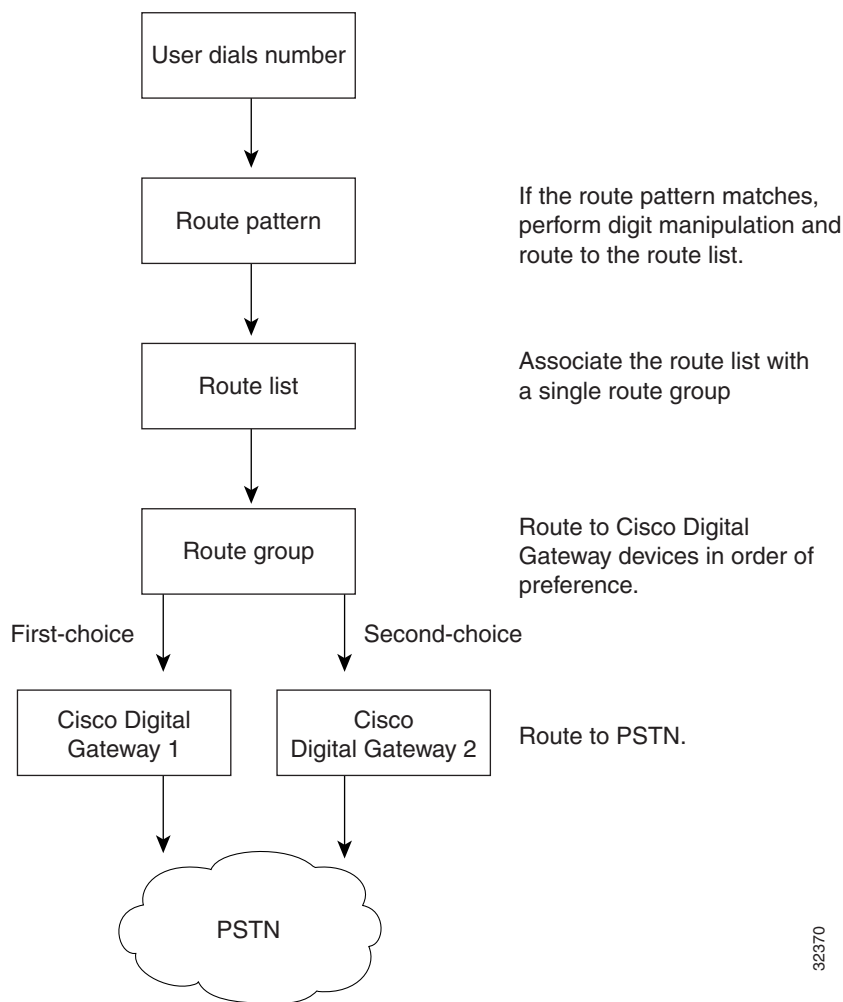 User dials number
Route pattern
If the route pattern matches,
perform digit manipulation and
route to the route list.
Route list
Associate the route list with
a single route group
Route group
Route to Cisco Digital
Gateway devices in order of
preference.
First-choice
Second-choice
Cisco Digital
Gateway 1
Cisco
Digital Gateway 2
Route to PSTN.
PSTN
32370